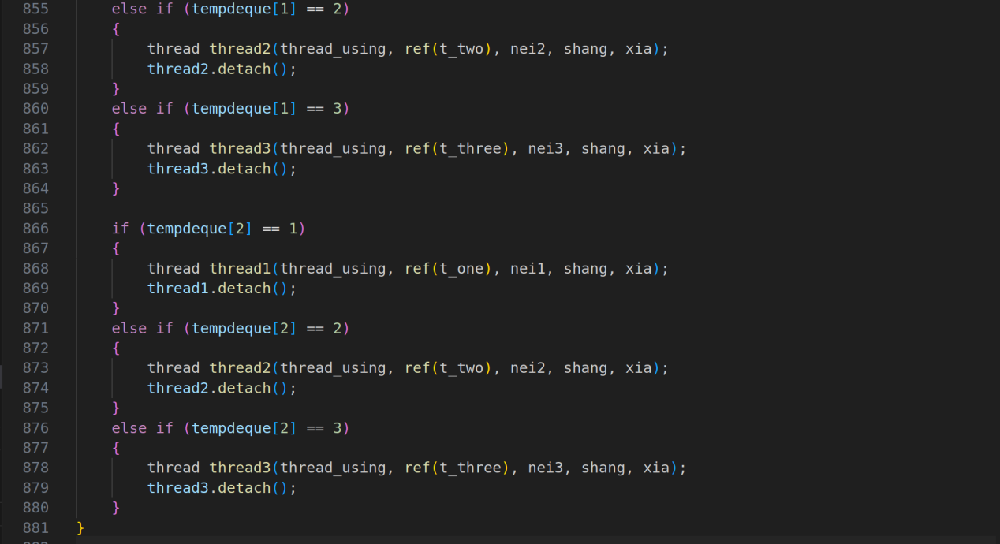 855 else if (tempdeque[1] == 2)
856 {
857 thread thread2(thread_using, ref(t_two), nei2, shang, xia);
858 thread2.detach();
859 }
860 else if (tempdeque[1] == 3)
861 {
862 thread thread3(thread_using, ref(t_three), nei3, shang, xia);
863 thread3.detach();
864 }
865
866 if (tempdeque[2] == 1)
867 {
868 thread thread1(thread_using, ref(t_one), nei1, shang, xia);
869 thread1.detach();
870 }
871 else if (tempdeque[2] == 2)
872 {
873 thread thread2(thread_using, ref(t_two), nei2, shang, xia);
874 thread2.detach();
875 }
876 else if (tempdeque[2] == 3)
877 {
878 thread thread3(thread_using, ref(t_three), nei3, shang, xia);
879 thread3.detach();
880 }
881 }